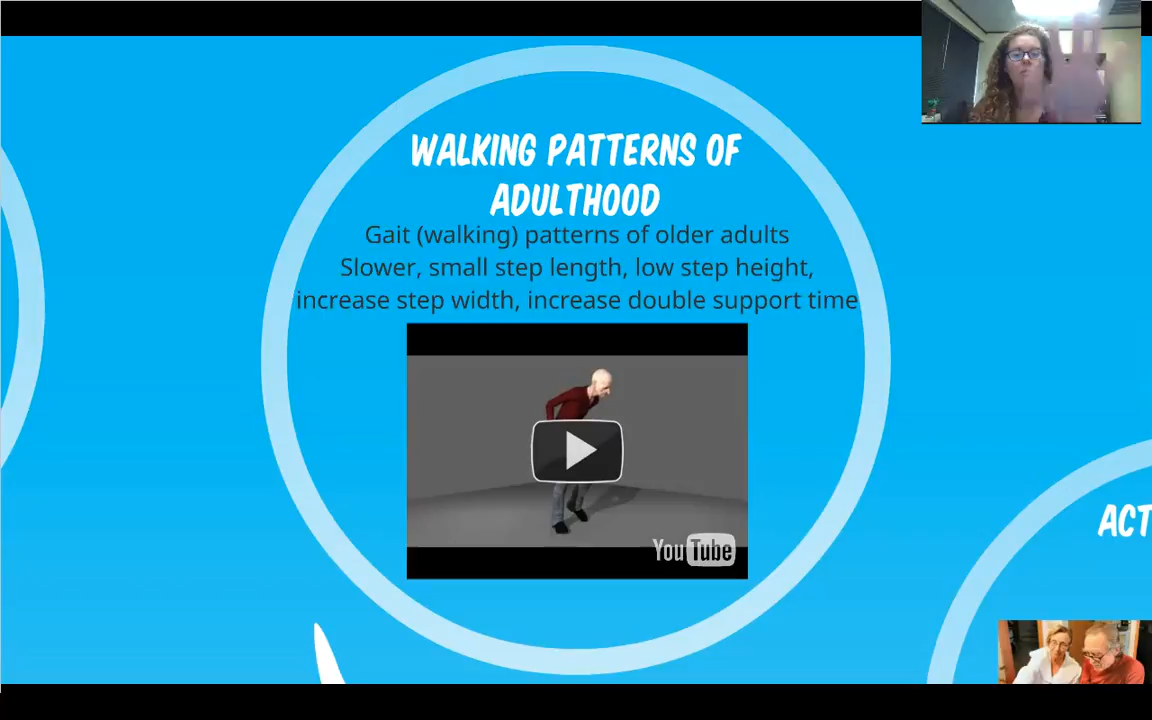 WALKING PATTERNS OF
ADULTHOOD
Gait (walking) patterns of older adults
Slower, small step length, low step height,
increase step width, increase double support time
YouTube
ACT